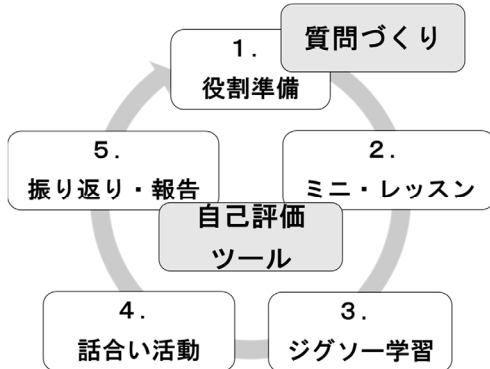 質問づくり
１．
役割準備
２．
ミニ・レッスン
３．
ジグソー学習
４．
話合い活動
５．
振り返り・報告
自己評価
ツール